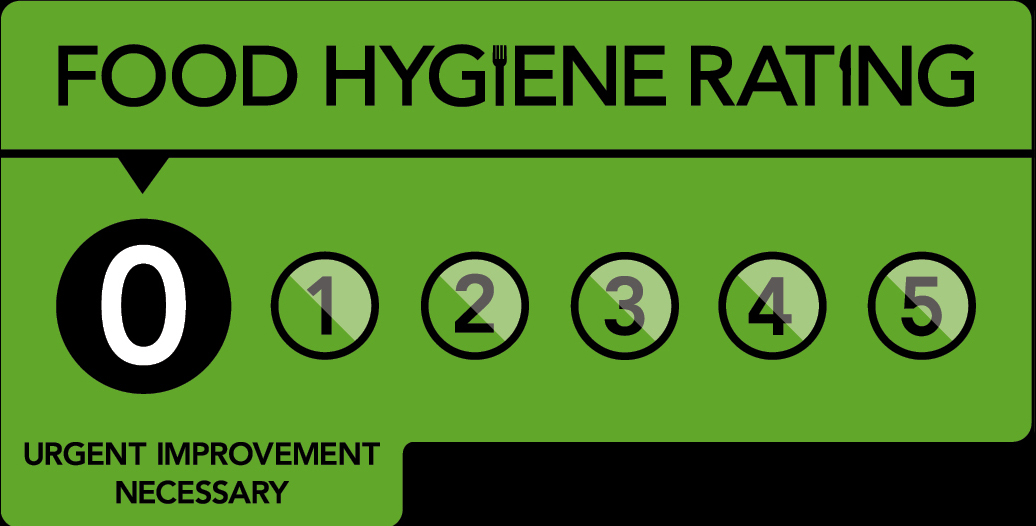 FOOD HYGIENE RATING
0 1 2 3 4 5
URGENT IMPROVEMENT
NECESSARY